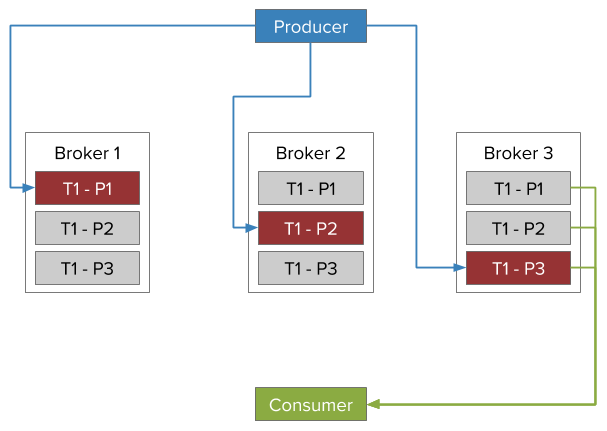 Producer
Broker 1
T1 - P1
T1 - P2
T1 - P3
Broker 2
T1 - P1
T1 - P2
T1 - P3
Broker 3
T1 - P1
T1 - P2
T1 - P3
Consumer